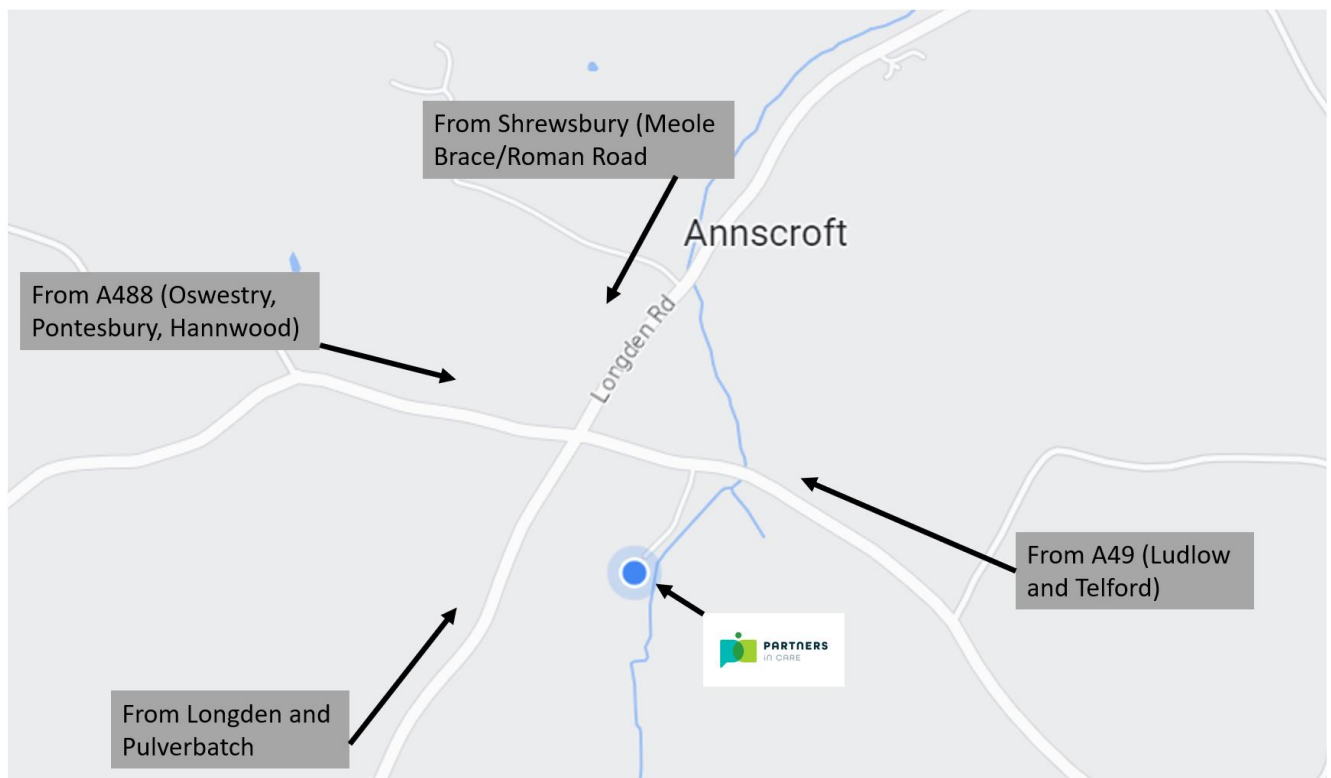 From Shrewsbury (Meole
Brace/Roman Road
Annscroft
From A488 (Oswestry,
Pontesbury, Hannwood)
Longden Rd
From A49 (Ludlow
and Telford)
PARTNERS
IN CARE
From Longden and
Pulverbatch